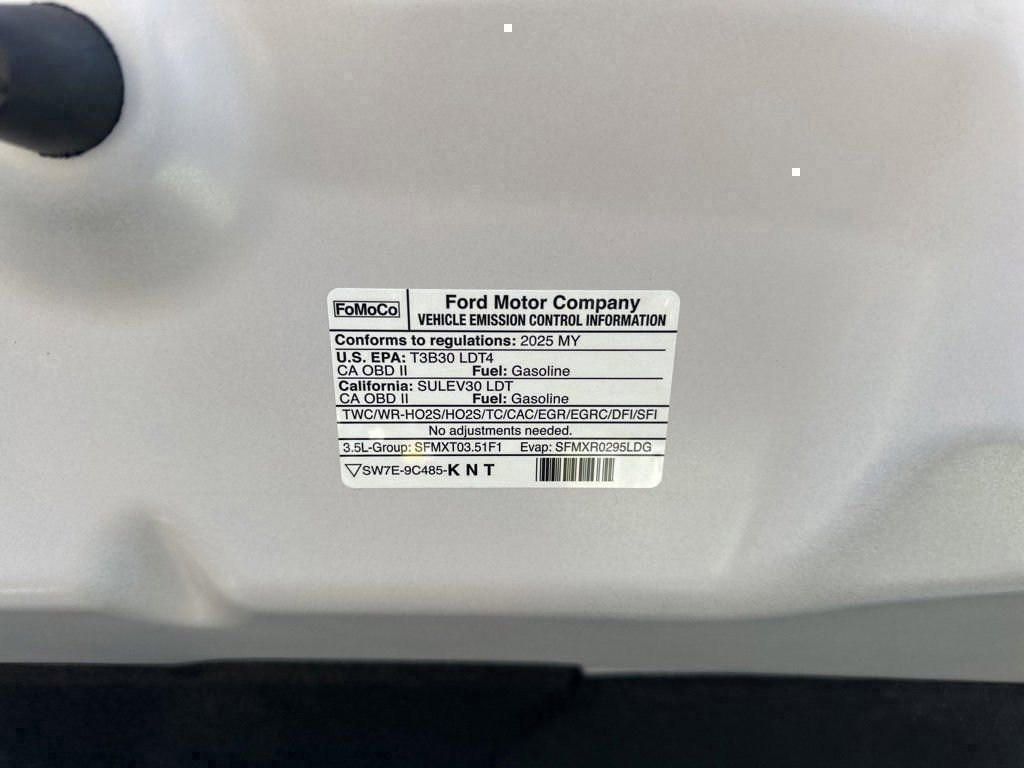 FoMoCo
Ford Motor Company
VEHICLE EMISSION CONTROL INFORMATION
Conforms to regulations: 2025 MY
U.S. EPA: T3B30 LDT4
CA OBD II Fuel: Gasoline
California: SULEV30 LDT
CA OBD II Fuel: Gasoline
TWC/WR-HO2S/HO2S/TC/CAC/EGR/EGRC/DFI/SFI
No adjustments needed.
3.5L-Group: SFMXT03.51F1 Evap: SFMXR0295LDG
SW7E-9C485-K N T